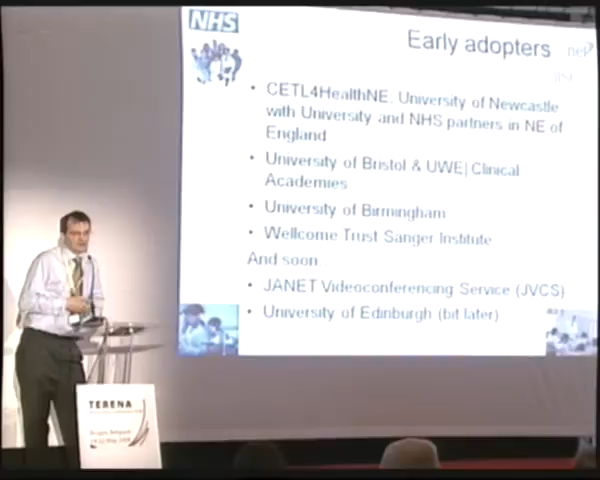 NHS
Early adopters
• CETL4HealthNE. University of Newcastle
with University and NHS partners in NE of
England
• University of Bristol & UWE| Clinical
Academies
• University of Birmingham
• Wellcome Trust Sanger Institute
And soon
• JANET Videoconferencing Service (JVCS)
• University of Edinburgh (bit later)
TERENA